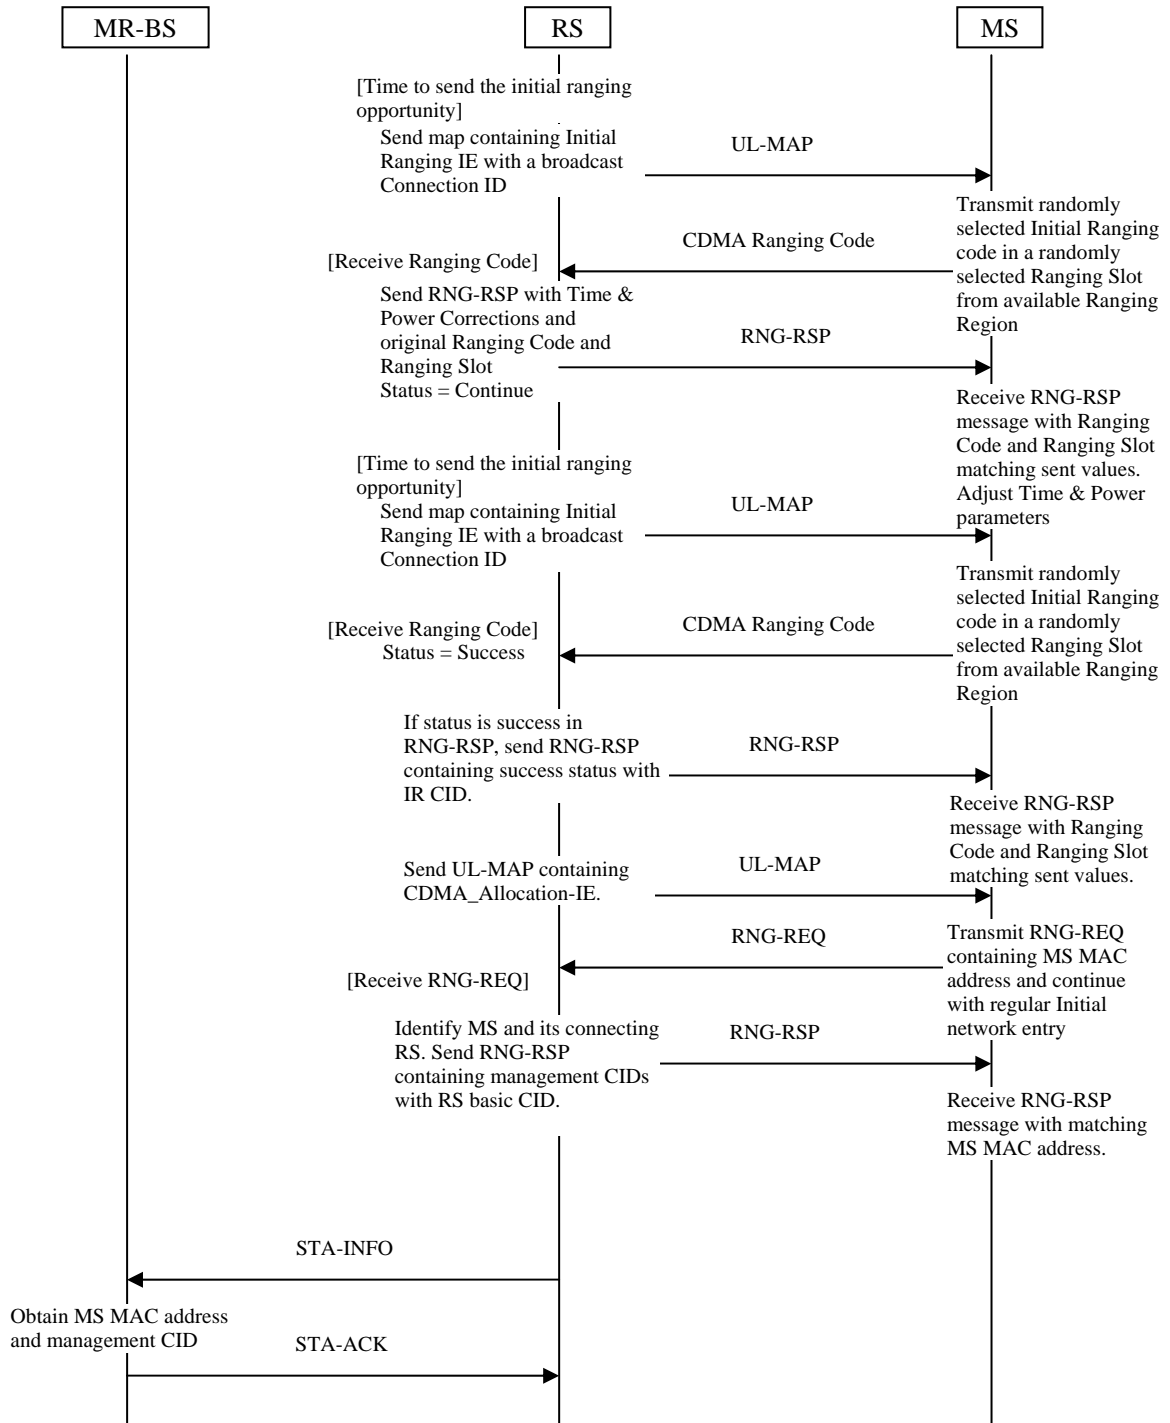 MR-BS
RS
MS
[Time to send the initial ranging
opportunity]
Send map containing Initial
Ranging IE with a broadcast
Connection ID
UL-MAP
Transmit randomly
selected Initial Ranging
code in a randomly
selected Ranging Slot
from available Ranging
Region
CDMA Ranging Code
[Receive Ranging Code]
Send RNG-RSP with Time &
Power Corrections and
original Ranging Code and
Ranging Slot
Status = Continue
RNG-RSP
Receive RNG-RSP
message with Ranging
Code and Ranging Slot
matching sent values.
Adjust Time & Power
parameters
[Time to send the initial ranging
opportunity]
Send map containing Initial
Ranging IE with a broadcast
Connection ID
UL-MAP
Transmit randomly
selected Initial Ranging
code in a randomly
selected Ranging Slot
from available Ranging
Region
CDMA Ranging Code
[Receive Ranging Code]
Status = Success
If status is success in
RNG-RSP, send RNG-RSP
containing success status with
IR CID.
RNG-RSP
Receive RNG-RSP
message with Ranging
Code and Ranging Slot
matching sent values.
Send UL-MAP containing
CDMA_Allocation-IE.
UL-MAP
Transmit RNG-REQ
containing MS MAC
address and continue
with regular Initial
network entry
RNG-REQ
[Receive RNG-REQ]
Identify MS and its connecting
RS. Send RNG-RSP
containing management CIDs
with RS basic CID.
RNG-RSP
Receive RNG-RSP
message with matching
MS MAC address.
STA-INFO
Obtain MS MAC address
and management CID
STA-ACK